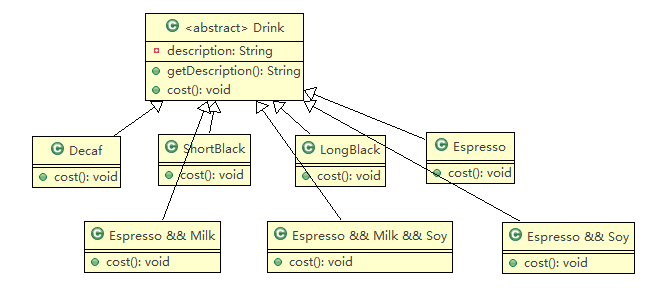 C <abstract> Drink
description: String
getDescription(): String
cost(): void
C Decaf
cost(): void
C ShortBlack
cost(): void
C LongBlack
cost(): void
C Espresso
cost(): void
C Espresso && Milk
cost(): void
C Espresso && Milk && Soy
cost(): void
C Espresso && Soy
cost(): void